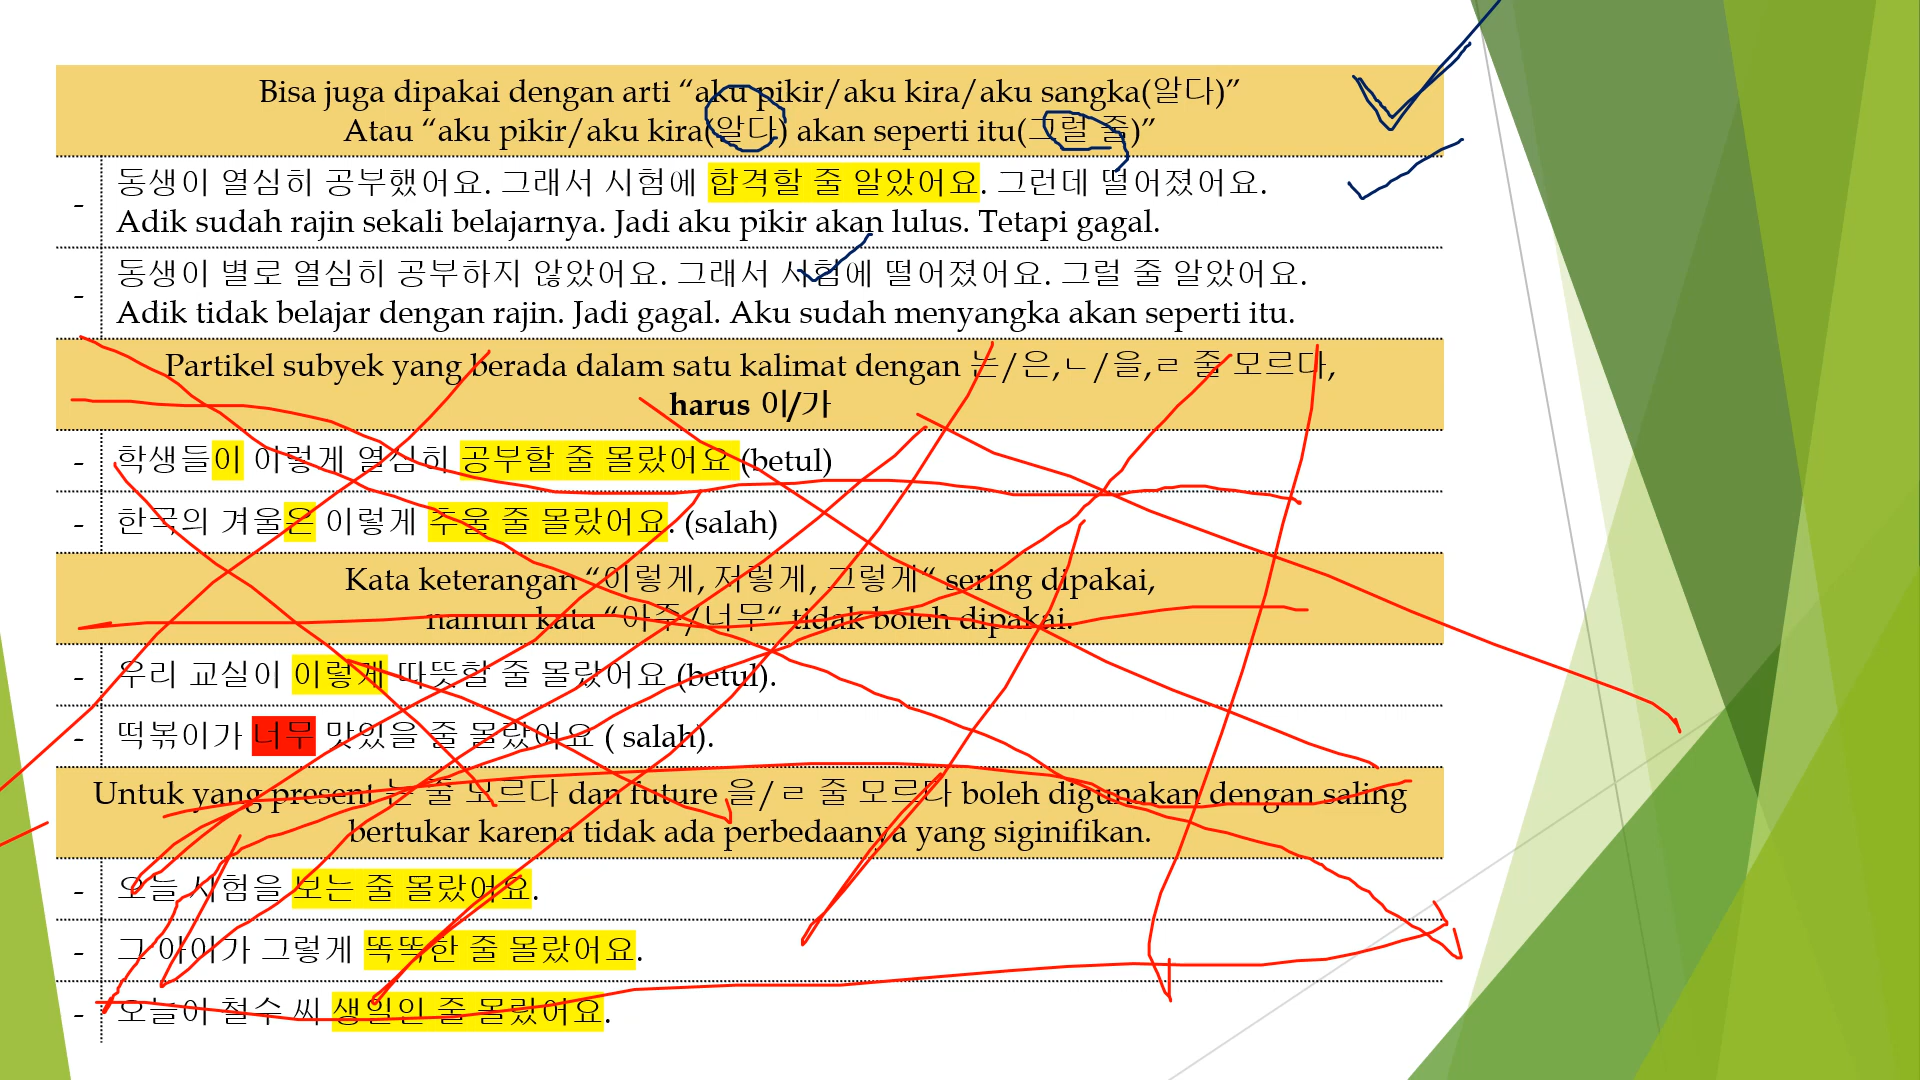 Bisa juga dipakai dengan arti “aku pikir/aku kira/aku sangka(알다)”
Atau “aku pikir/aku kira(알다) akan seperti itu(그럴 줄)”
- 동생이 열심히 공부했어요. 그래서 시험에 합격할 줄 알았어요. 그런데 떨어졌어요.
Adik sudah rajin sekali belajarnya. Jadi aku pikir akan lulus. Tetapi gagal.
- 동생이 별로 열심히 공부하지 않았어요. 그래서 시험에 떨어졌어요. 그럴 줄 알았어요.
Adik tidak belajar dengan rajin. Jadi gagal. Aku sudah menyangka akan seperti itu.
Partikel subyek yang berada dalam satu kalimat dengan 는/은,ㄴ/을,ㄹ 줄 모르다,
harus 이/가
- 학생들이 이렇게 열심히 공부할 줄 몰랐어요 (betul)
- 한국의 겨울은 이렇게 추울 줄 몰랐어요. (salah)
Kata keterangan “이렇게, 저렇게, 그렇게“ sering dipakai,
namun kata “아주/너무“ tidak boleh dipakai.
- 우리 교실이 이렇게 따뜻할 줄 몰랐어요 (betul).
- 떡볶이가 너무 맛있을 줄 몰랐어요 ( salah).
Untuk yang present 는 줄 모르다 dan future 을/ㄹ 줄 모르다 boleh digunakan dengan saling
bertukar karena tidak ada perbedaanya yang siginifikan.
- 오늘 시험을 보는 줄 몰랐어요.
- 그 아이가 그렇게 똑똑한 줄 몰랐어요.
- 오늘이 철수 씨 생일인 줄 몰랐어요.